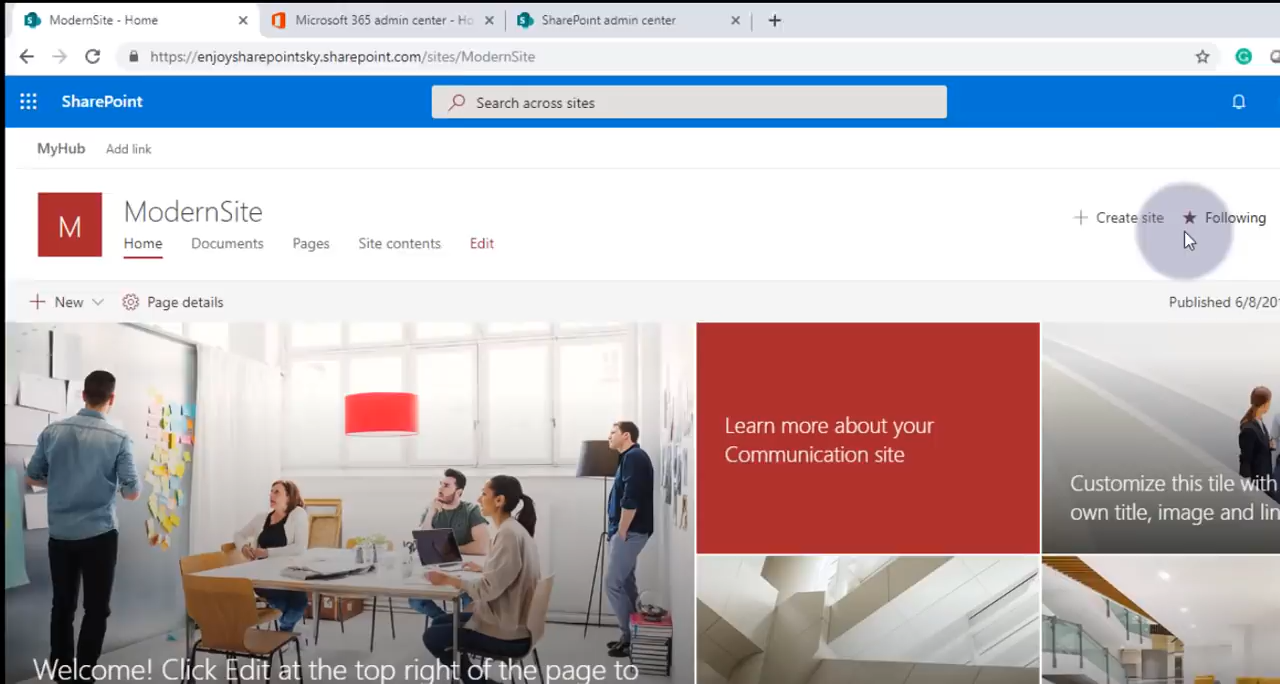 ModernSite - Home
Microsoft 365 admin center - Ho
SharePoint admin center
https://enjoysharepointsky.sharepoint.com/sites/ModernSite
SharePoint
Search across sites
MyHub Add link
M
ModernSite
Home Documents Pages Site contents Edit
Create site Following
New Page details
Published 6/8/201
Learn more about your
Communication site
Customize this tile with
own title, image and lin
Welcome! Click Edit at the top right of the page to